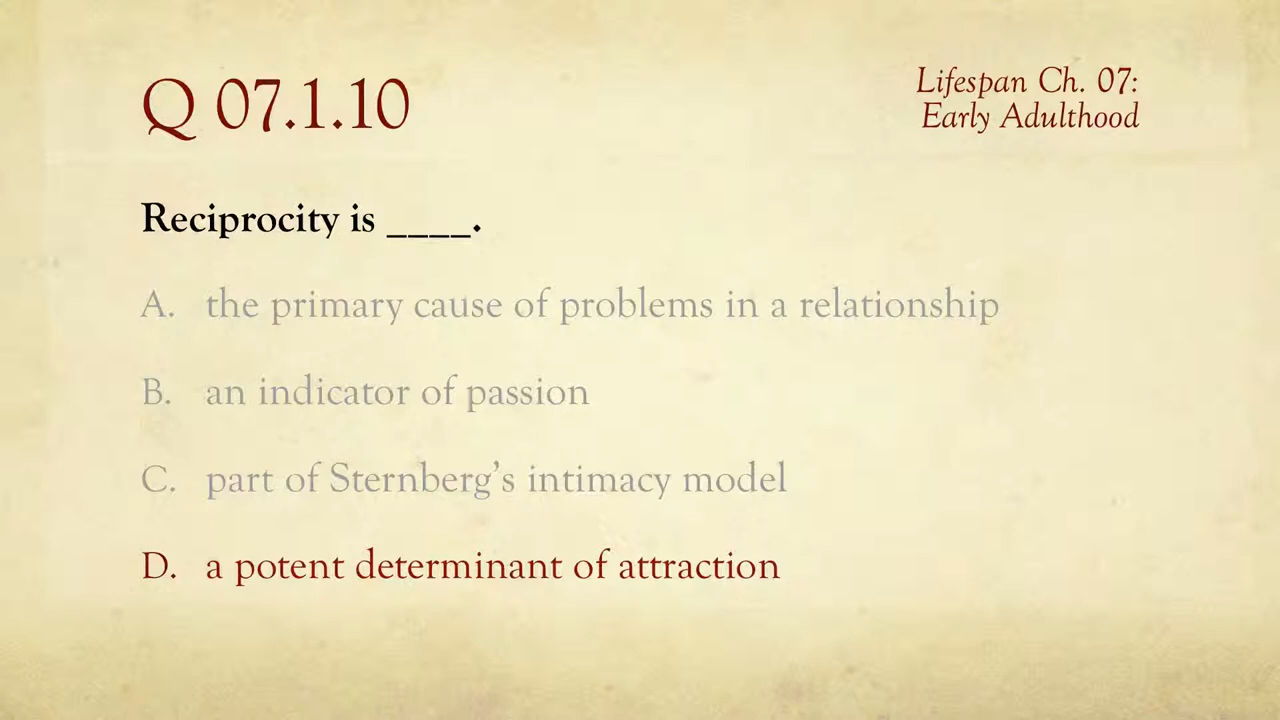 Q 07.1.10
Lifespan Ch. 07:
Early Adulthood
Reciprocity is ____.
A. the primary cause of problems in a relationship
B. an indicator of passion
C. part of Sternberg’s intimacy model
D. a potent determinant of attraction